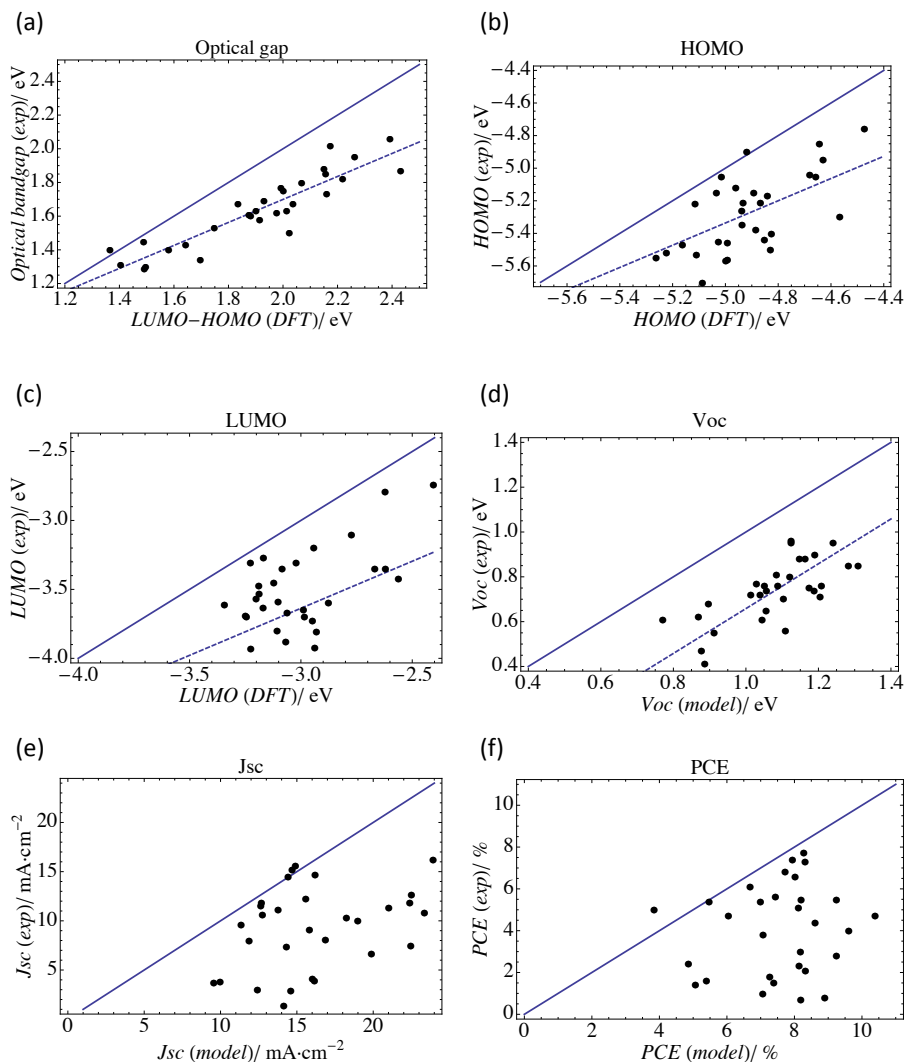 (a)
Optical gap
Optical bandgap (exp)/ eV
2.4
2.2
2.0
1.8
1.6
1.4
1.2
1.2 1.4 1.6 1.8 2.0 2.2 2.4
LUMO−HOMO (DFT)/ eV
(b)
HOMO
HOMO (exp)/ eV
−4.4
−4.6
−4.8
−5.0
−5.2
−5.4
−5.6
−5.6 −5.4 −5.2 −5.0 −4.8 −4.6 −4.4
HOMO (DFT)/ eV
(c)
LUMO
LUMO (exp)/ eV
−2.5
−3.0
−3.5
−4.0
−4.0 −3.5 −3.0 −2.5
LUMO (DFT)/ eV
(d)
Voc
Voc (exp)/ eV
1.4
1.2
1.0
0.8
0.6
0.4
0.4 0.6 0.8 1.0 1.2 1.4
Voc (model)/ eV
(e)
Jsc
Jsc ((exp)/ mA·cm−2
20
15
10
5
0
0 5 10 15 20
Jsc (model)/ mA·cm−2
(f)
PCE
PCE (exp)/ %
10
8
6
4
2
0
0 2 4 6 8 10
PCE (model)/ %